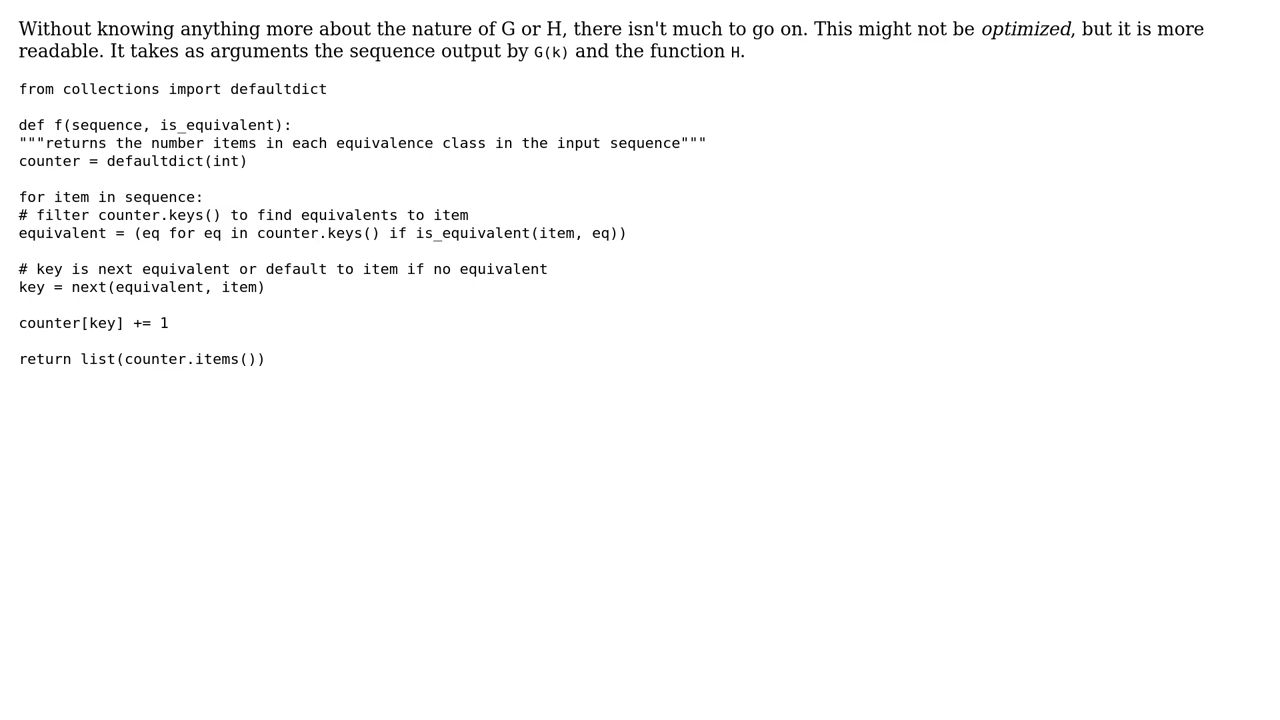 Without knowing anything more about the nature of G or H, there isn't much to go on. This might not be optimized, but it is more
readable. It takes as arguments the sequence output by G(k) and the function H.
from collections import defaultdict
def f(sequence, is_equivalent):
"""returns the number items in each equivalence class in the input sequence"""
counter = defaultdict(int)
for item in sequence:
# filter counter.keys() to find equivalents to item
equivalent = (eq for eq in counter.keys() if is_equivalent(item, eq))
# key is next equivalent or default to item if no equivalent
key = next(equivalent, item)
counter[key] += 1
return list(counter.items())